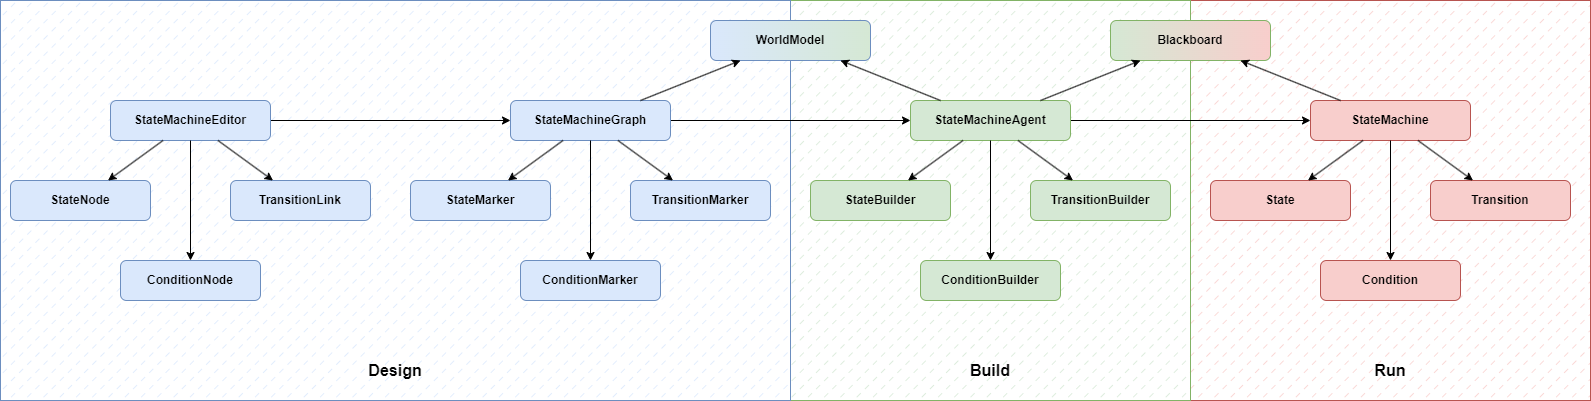 WorldModel
Blackboard
StateMachineEditor
StateMachineGraph
StateMachineAgent
StateMachine
StateNode
TransitionLink
StateMarker
TransitionMarker
StateBuilder
TransitionBuilder
State
Transition
ConditionNode
ConditionMarker
ConditionBuilder
Condition
Design
Build
Run